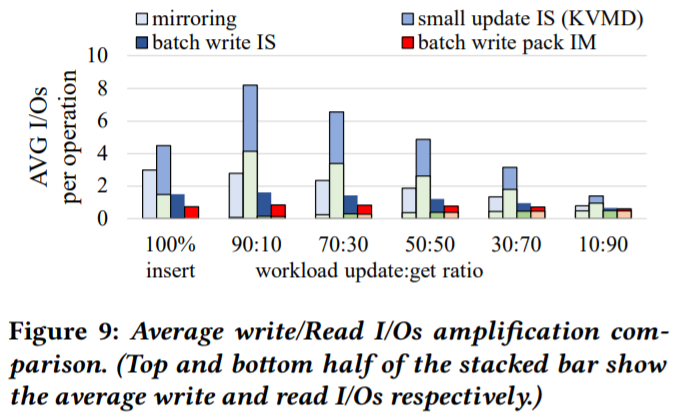 mirroring small update IS (KVMD)
batch write IS batch write pack IM
10
8
6
4
2
0
AVG I/Os
per operation
100% 90:10 70:30 50:50 30:70 10:90
insert workload update:get ratio
Figure 9: Average write/Read I/Os amplification com-
parison. (Top and bottom half of the stacked bar show
the average write and read I/Os respectively.)